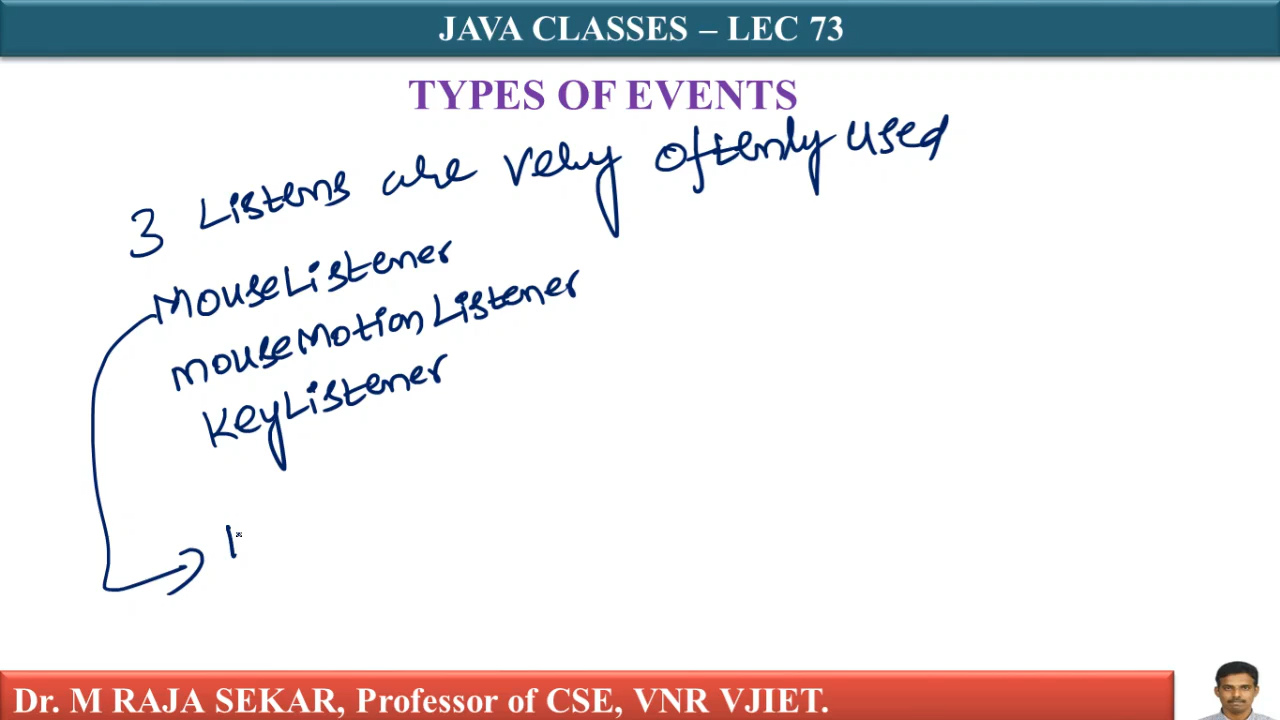 JAVA CLASSES – LEC 73
TYPES OF EVENTS
3 Listens are very oftenly used
MouseListener
mouseMotionListener
KeyListener
Dr. M RAJA SEKAR, Professor of CSE, VNR VJIET.